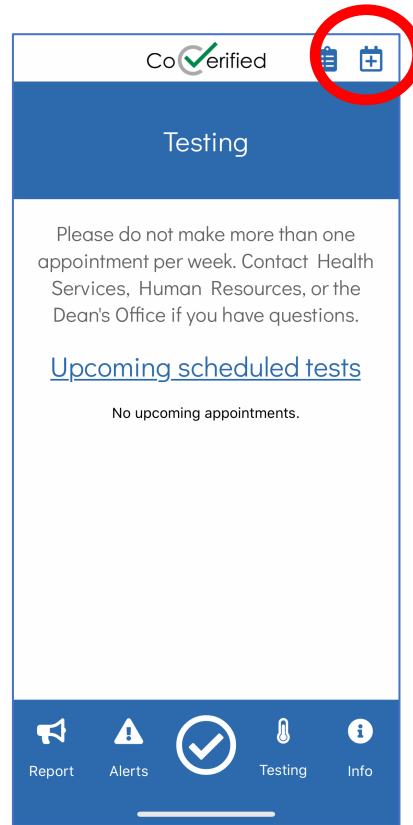 CoVerified
Testing
Please do not make more than one
appointment per week. Contact Health
Services, Human Resources, or the
Dean's Office if you have questions.
Upcoming scheduled tests
No upcoming appointments.
Report Alerts Testing Info